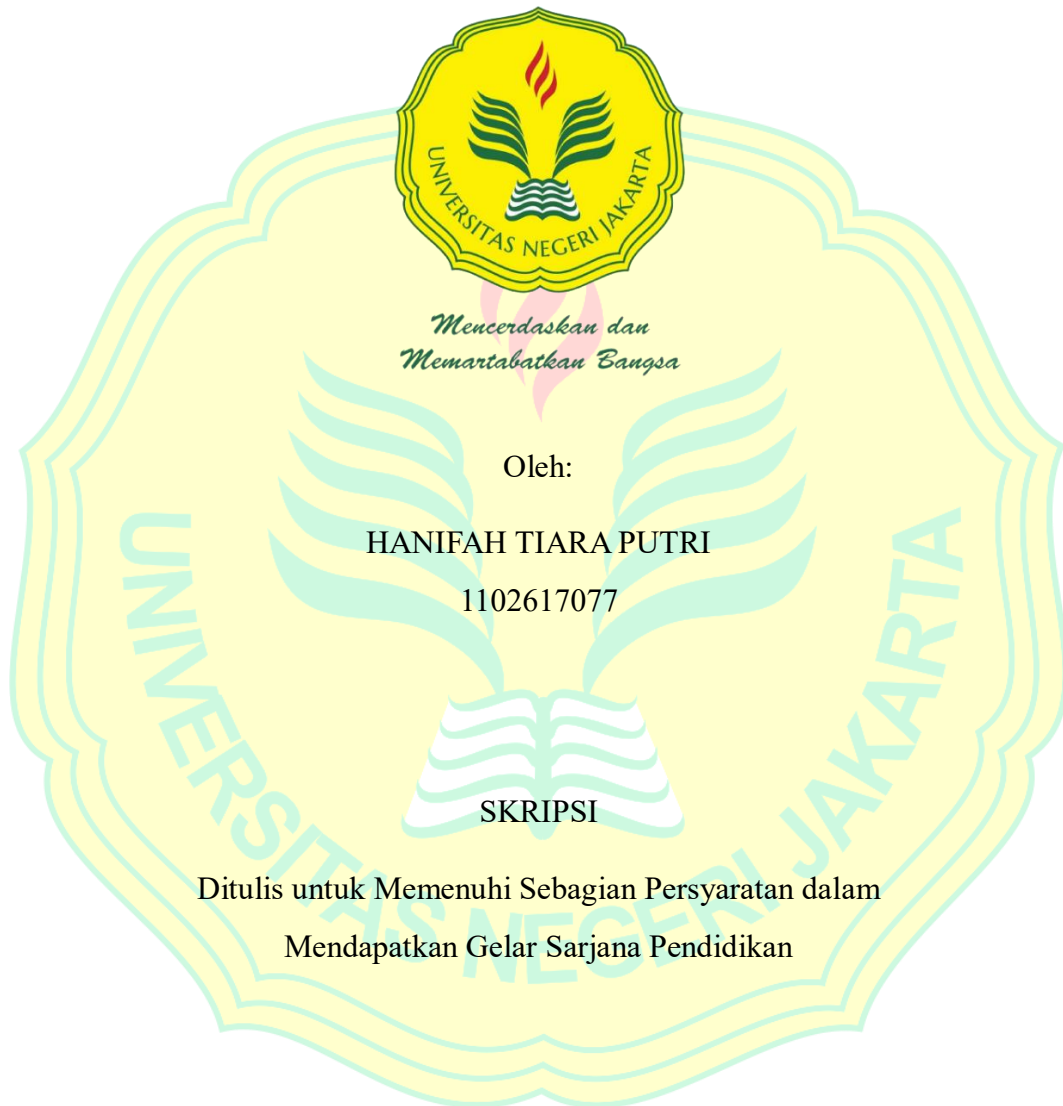 UNIVERSITAS NEGERI JAKARTA
Mencerdaskan dan
Memartabatkan Bangsa
Oleh:
HANIFAH TIARA PUTRI
1102617077
SKRIPSI
Ditulis untuk Memenuhi Sebagian Persyaratan dalam
Mendapatkan Gelar Sarjana Pendidikan
UNIVERSITAS NEGERI JAKARTA